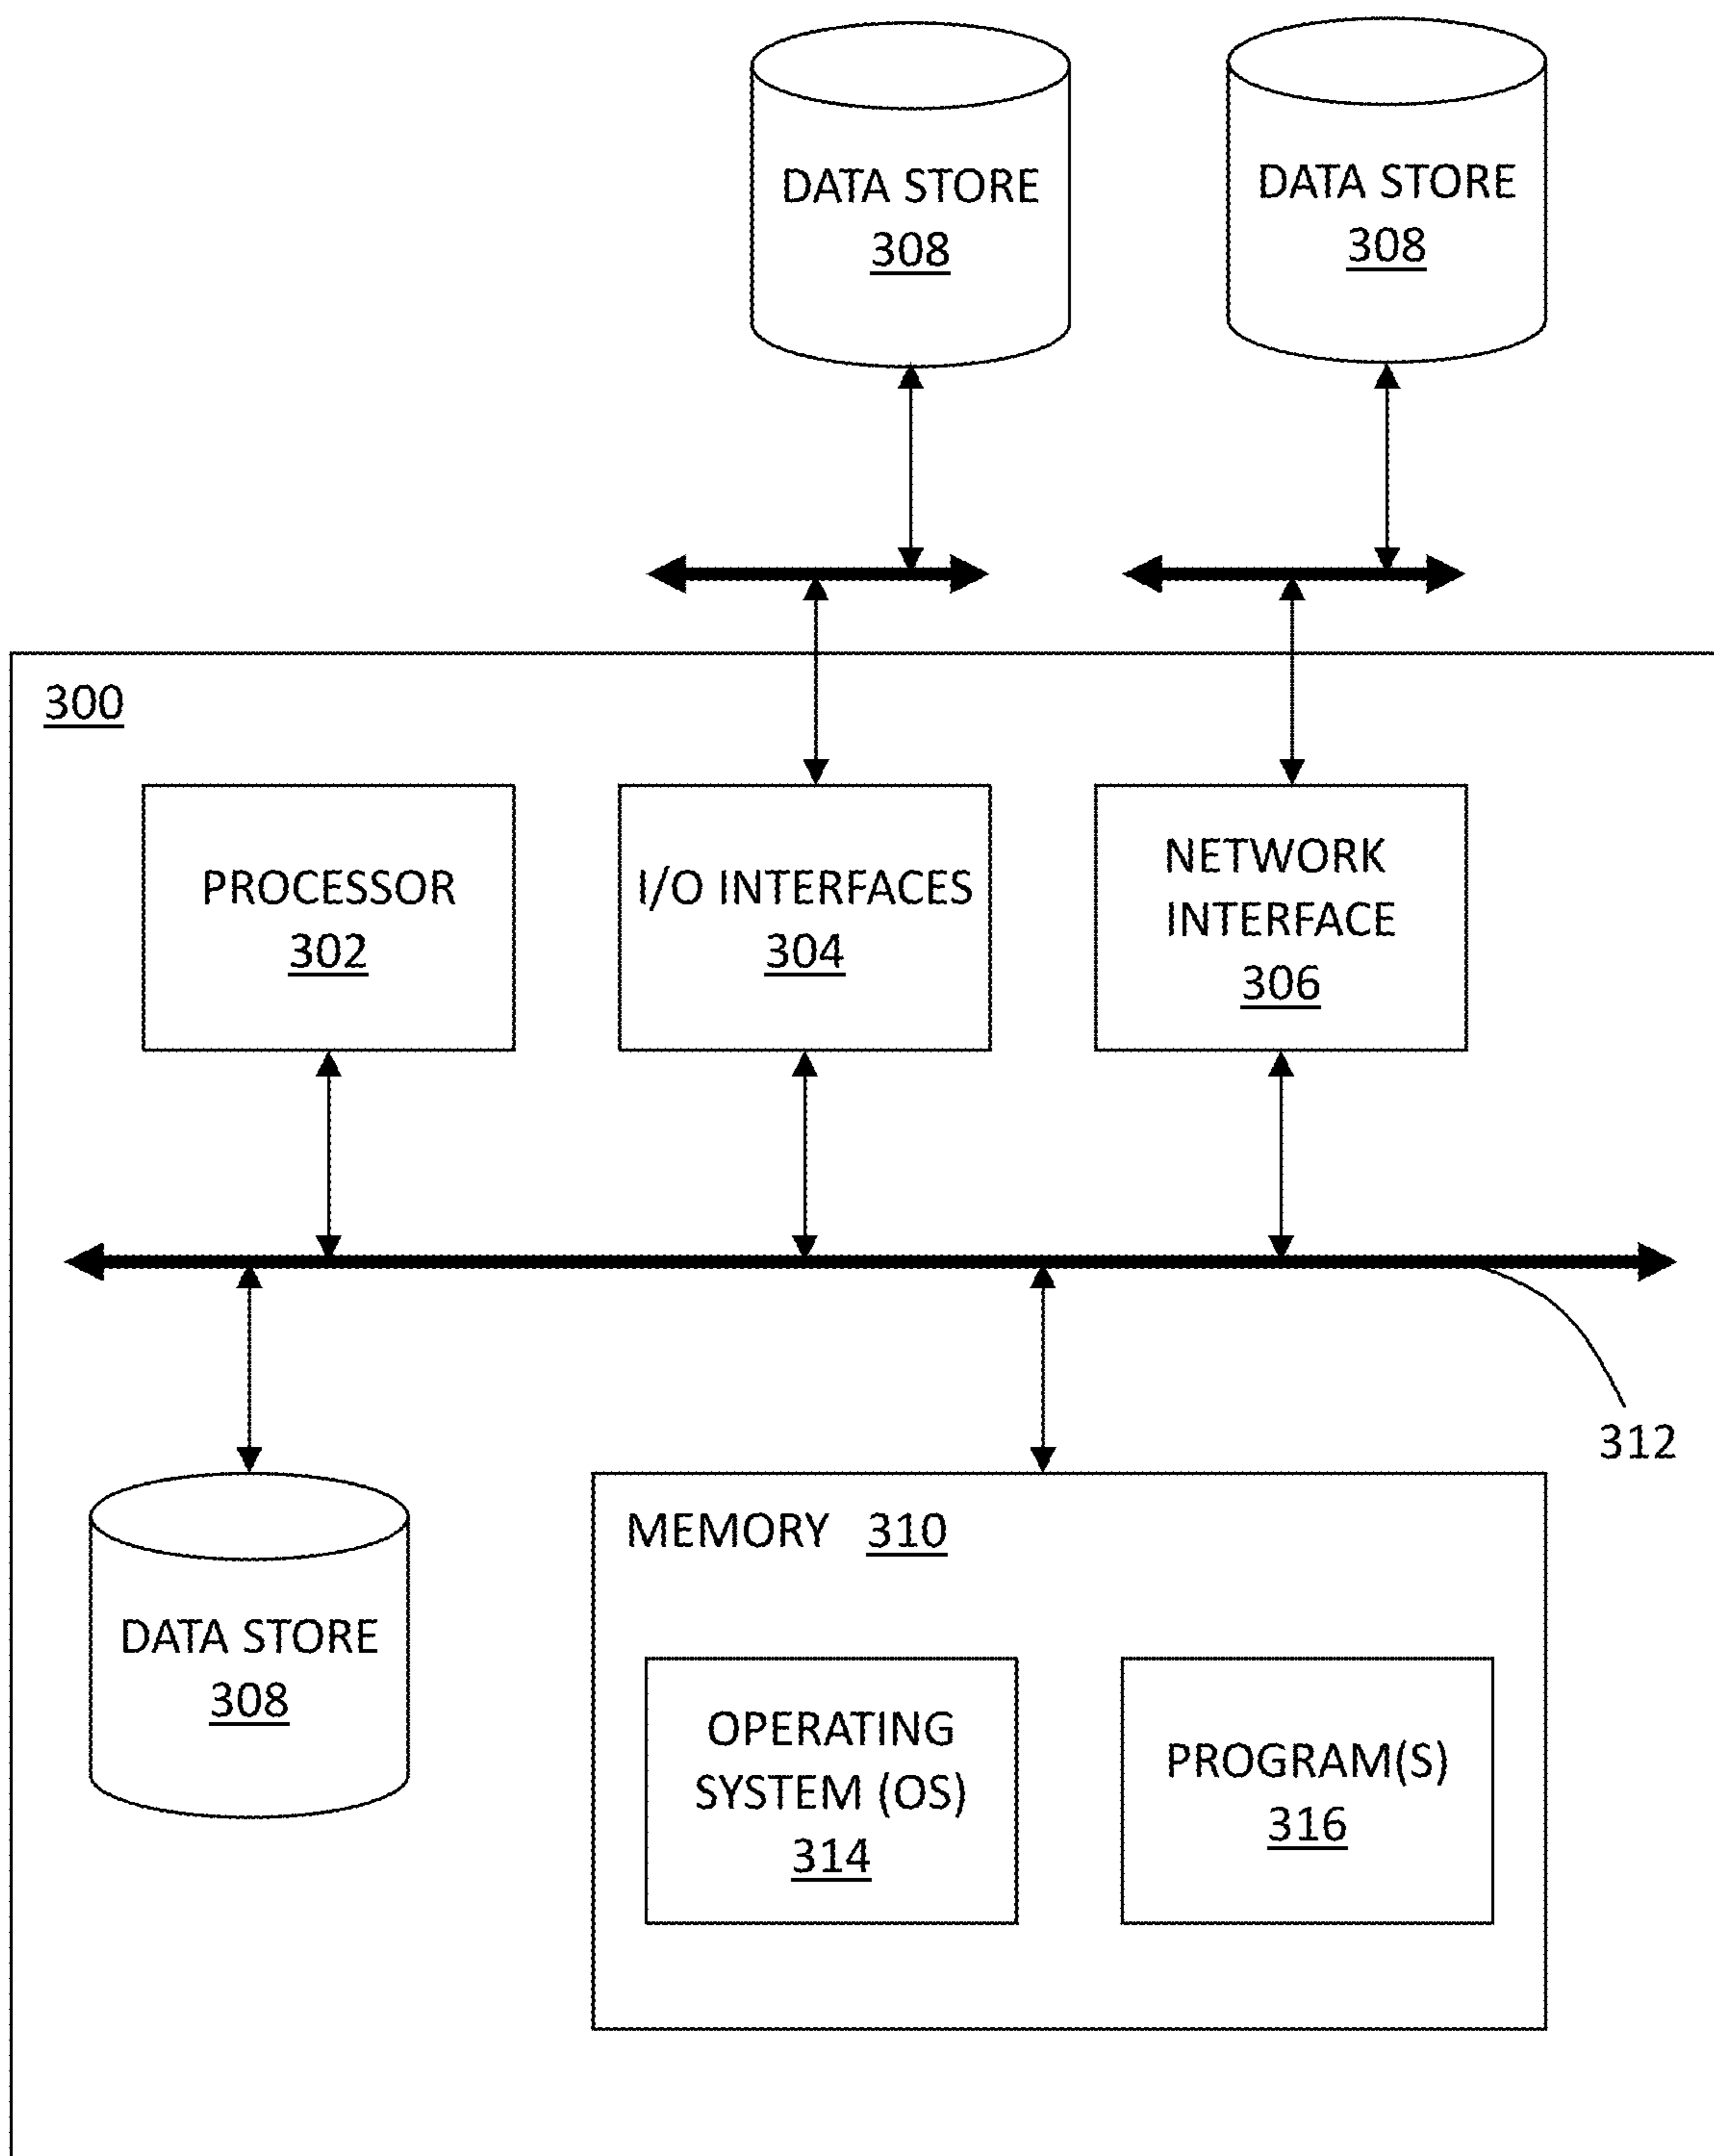 DATA STORE
308
DATA STORE
308
300
PROCESSOR
302
I/O INTERFACES
304
NETWORK
INTERFACE
306
312
MEMORY 310
DATA STORE
308
OPERATING
SYSTEM (OS)
314
PROGRAM(S)
316